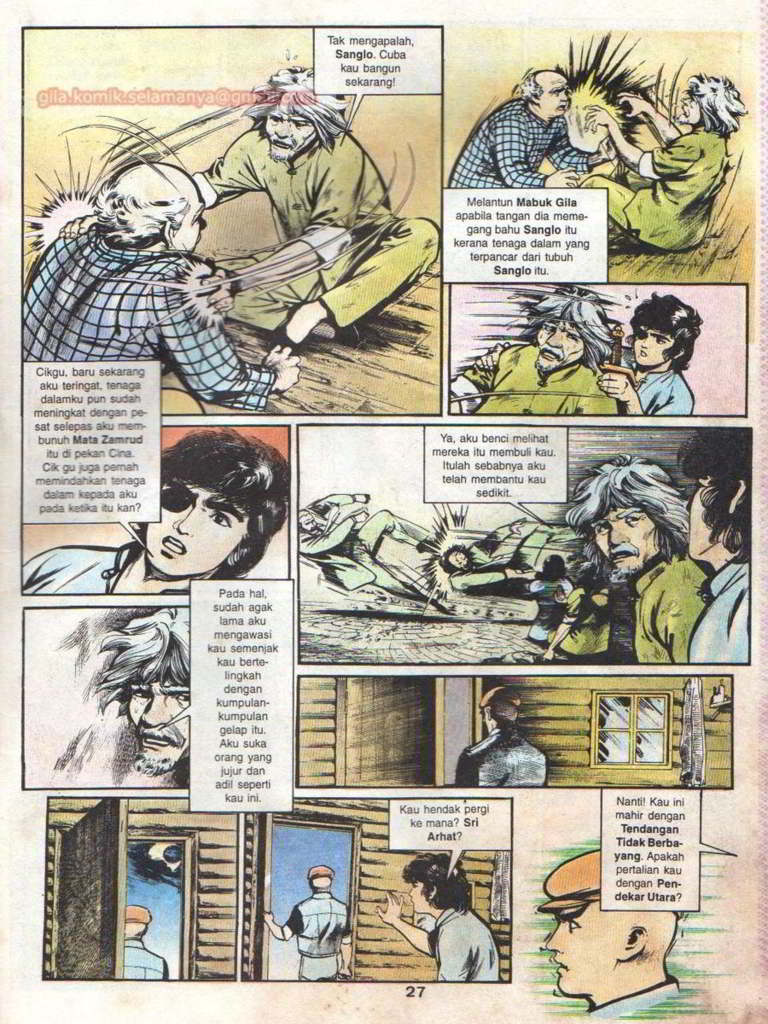 Tak mengapalah,
Sanglo. Cuba
kau bangun
sekarang!
gila.komik.selamanya@gmail.com
Melantun Mabuk Gila
apabila tangan dia meme-
gang bahu Sanglo itu
kerana tenaga dalam yang
terpancar dari tubuh
Sanglo itu.
Cikgu, baru sekarang
aku teringat, tenaga
dalamku pun sudah
meningkat dengan pe-
sat selepas aku mem-
bunuh Mata Zamrud
itu di pekan Cina.
Cik gu juga pernah
memindahkan tenaga
dalam kepada aku
pada ketika itu kan?
Ya, aku benci melihat
mereka itu membuli kau.
Itulah sebabnya aku
telah membantu kau
sedikit.
Pada hal,
sudah agak
lama aku
mengawasi
kau semenjak
kau berte-
lingkah
dengan
kumpulan-
kumpulan
gelap itu.
Aku suka
orang yang
jujur dan
adil seperti
kau ini.
Kau hendak pergi
ke mana? Sri
Arhat?
Nanti! Kau ini
mahir dengan
Tendangan
Tidak Berba-
yang. Apakah
pertalian kau
dengan Pen-
dekar Utara?
27